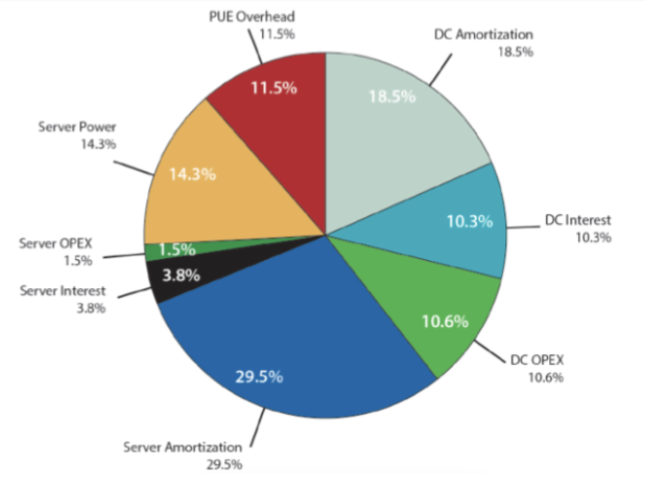 PUE Overhead
11.5%
DC Amortization
18.5%
11.5%
18.5%
Server Power
14.3%
14.3%
10.3%
DC Interest
10.3%
Server OPEX
1.5%
1.5%
3.8%
Server Interest
3.8%
10.6%
DC OPEX
10.6%
29.5%
Server Amortization
29.5%